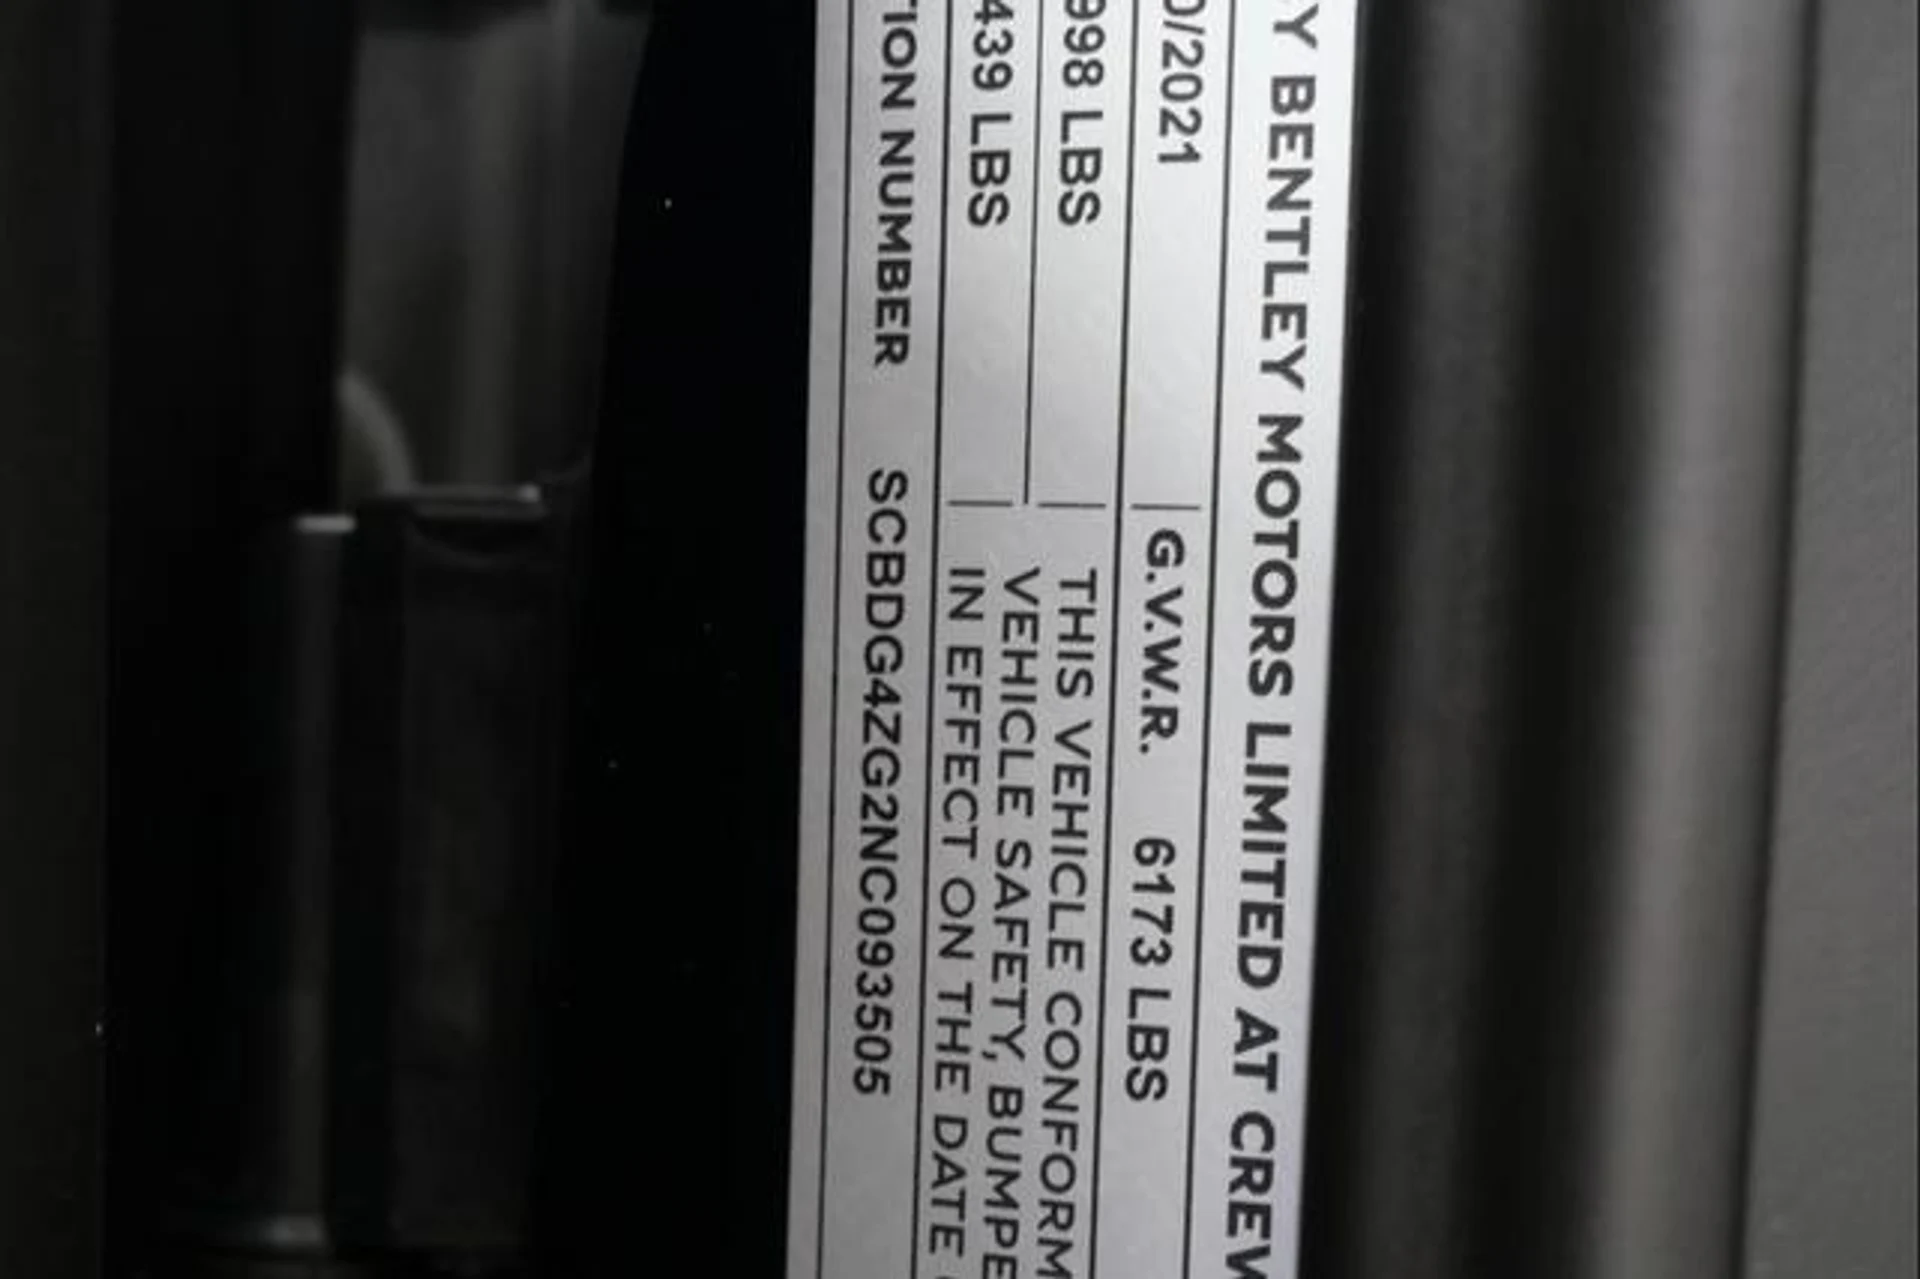 Y BENTLEY MOTORS LIMITED AT CREW
0/2021 G.V.W.R. 6173 LBS
998 LBS THIS VEHICLE CONFORM
VEHICLE SAFETY, BUMPE
439 LBS IN EFFECT ON THE DATE
TION NUMBER SCBDG4ZG2NC093505